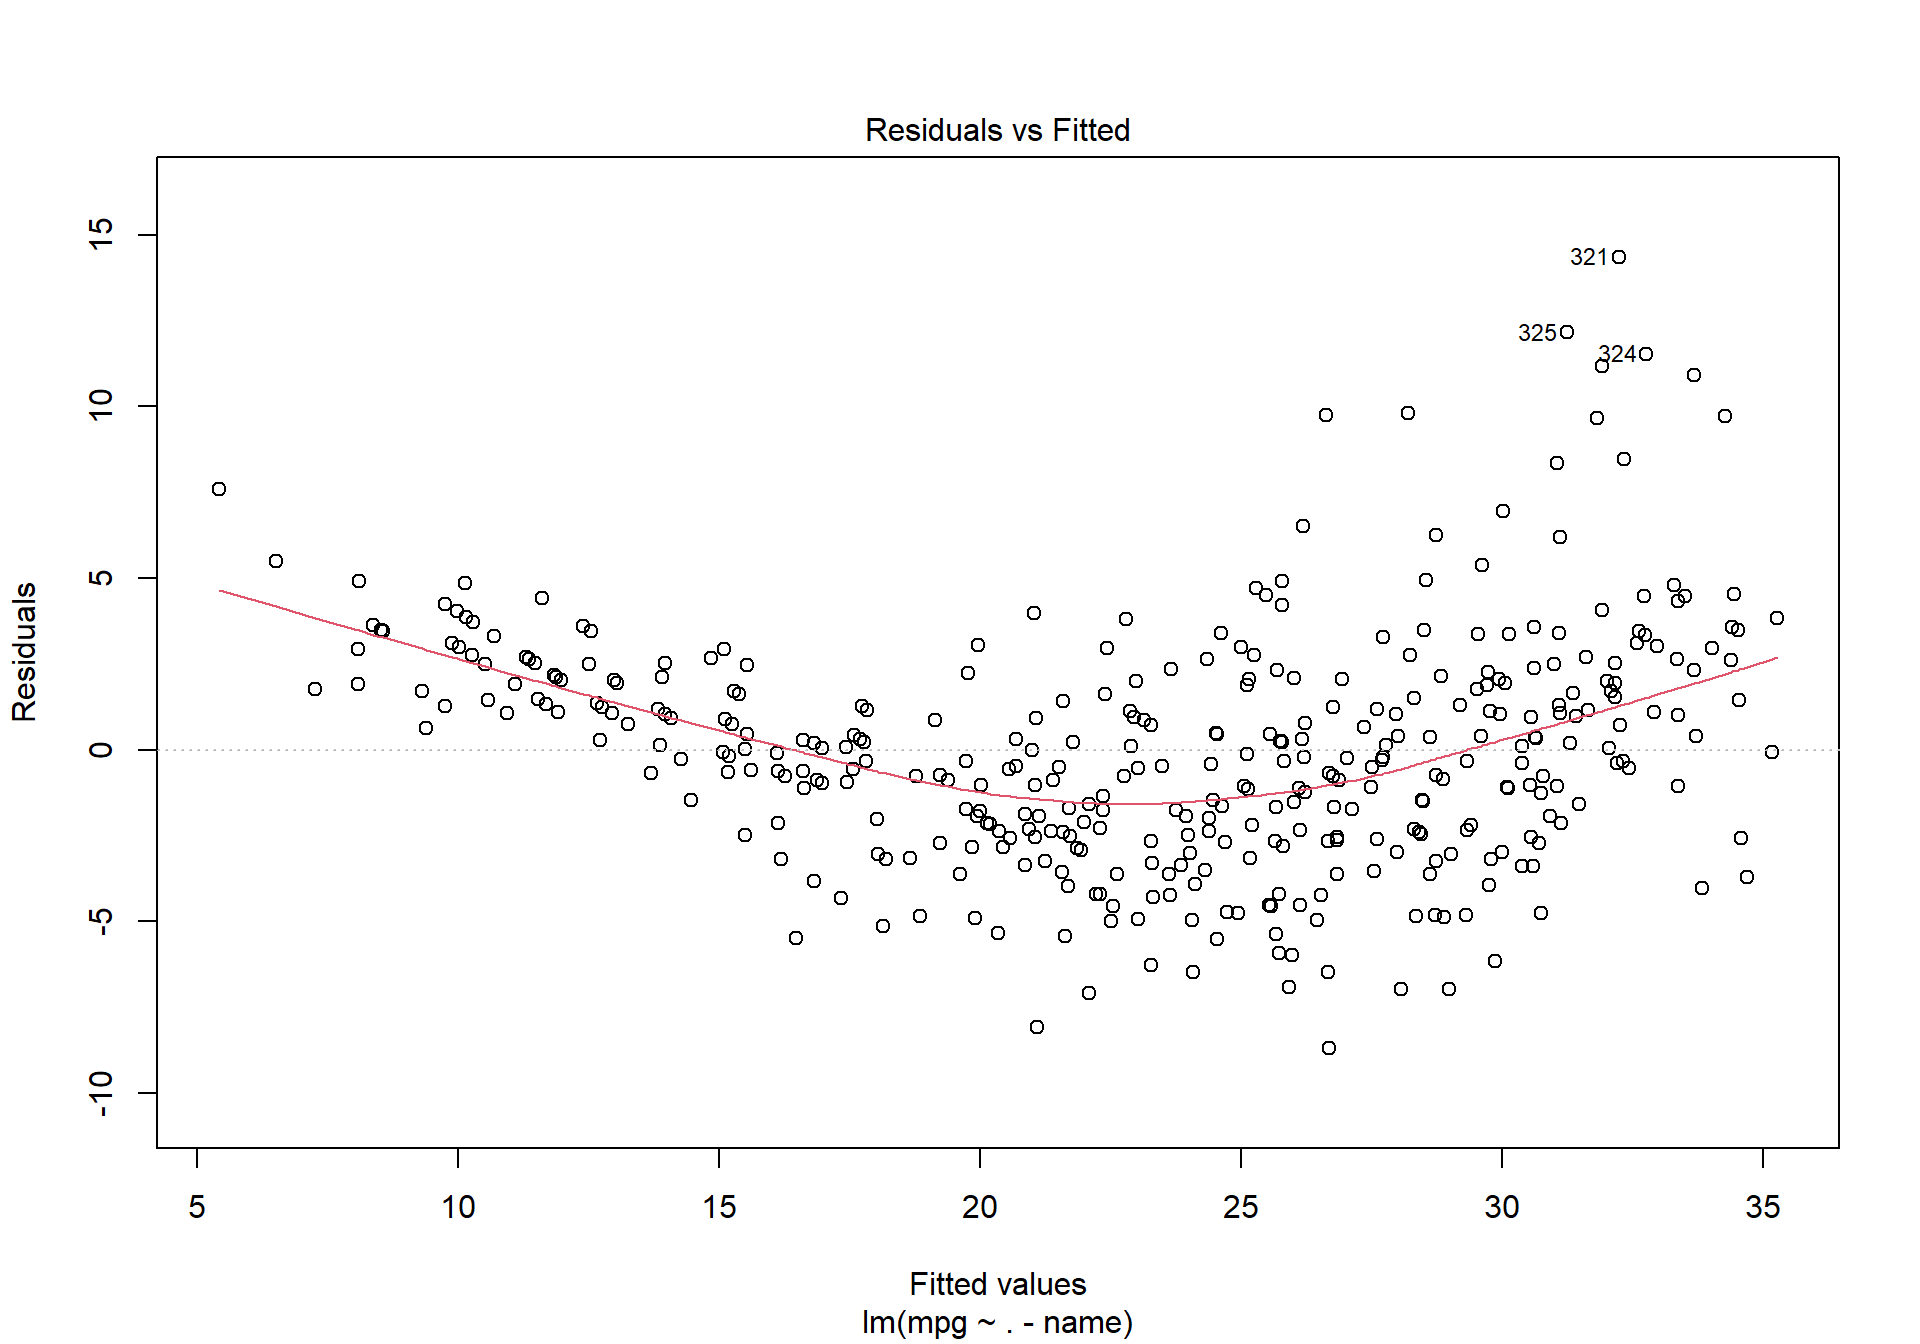 Residuals vs Fitted
Residuals
15
10
5
0
-5
-10
321
325
324
5 10 15 20 25 30 35
Fitted values
lm(mpg ~ . - name)